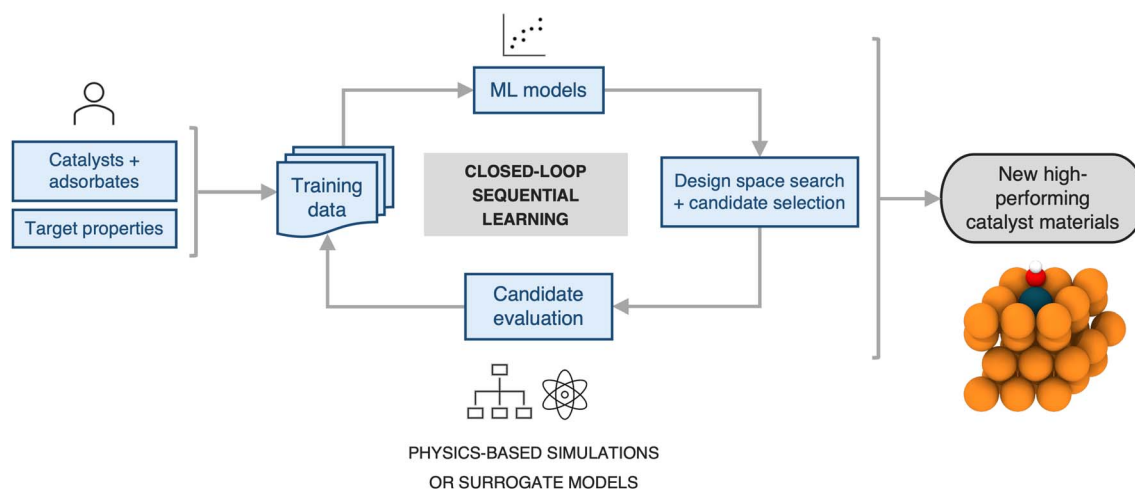 ML models
Catalysts +
adsorbates
Target properties
Training
data
CLOSED-LOOP
SEQUENTIAL
LEARNING
Design space search
+ candidate selection
Candidate
evaluation
New high-
performing
catalyst materials
PHYSICS-BASED SIMULATIONS
OR SURROGATE MODELS